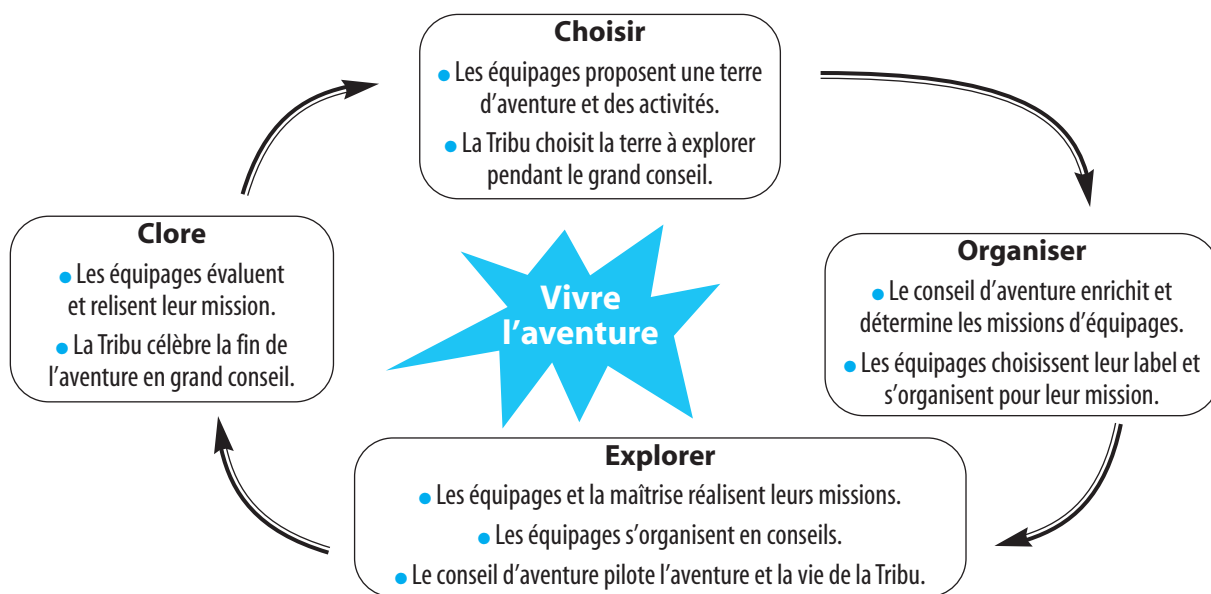 Choisir
● Les équipages proposent une terre
d’aventure et des activités.
● La Tribu choisit la terre à explorer
pendant le grand conseil.
Organiser
● Le conseil d’aventure enrichit et
détermine les missions d’équipages.
● Les équipages choisissent leur label et
s’organisent pour leur mission.
Explorer
● Les équipages et la maîtrise réalisent leurs missions.
● Les équipages s’organisent en conseils.
● Le conseil d’aventure pilote l’aventure et la vie de la Tribu.
Clore
● Les équipages évaluent
et relisent leur mission.
● La Tribu célèbre la fin de
l’aventure en grand conseil.
Vivre
l’aventure